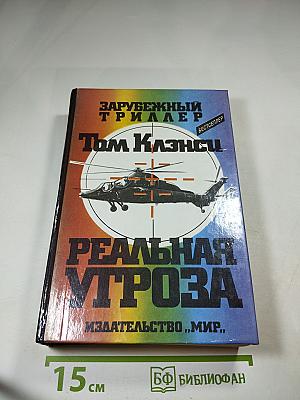 ЗАРУБЕЖНЫЙ
ТРИЛЛЕР
БЕСТСЕЛЛЕР
Том Клэнси
РЕАЛЬНАЯ
УГРОЗА
ИЗДАТЕЛЬСТВО „МИР„
15 см
БФ БИБЛИОФАН